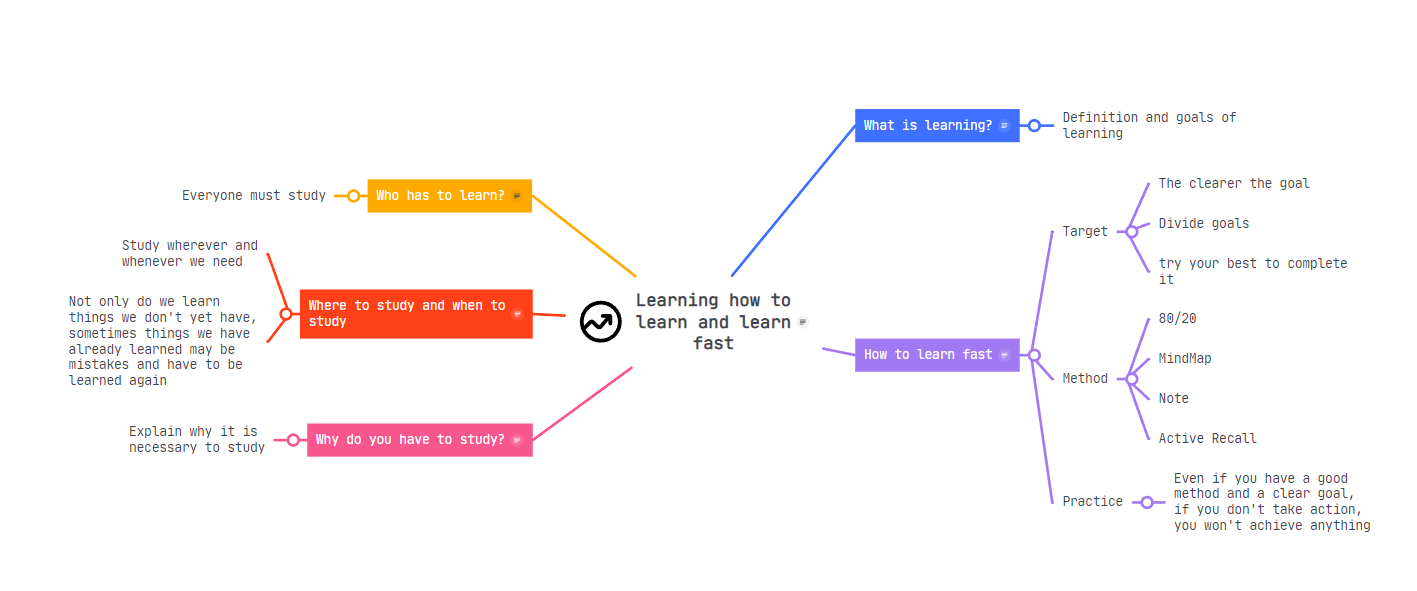 Learning how to
learn and learn
fast
What is learning?
Definition and goals of
learning
How to learn fast
Target
The clearer the goal
Divide goals
try your best to complete
it
Method
80/20
MindMap
Note
Active Recall
Practice
Even if you have a good
method and a clear goal,
if you don't take action,
you won't achieve anything
Who has to learn?
Everyone must study
Where to study and when to
study
Study wherever and
whenever we need
Not only do we learn
things we don't yet have,
sometimes things we have
already learned may be
mistakes and have to be
learned again
Why do you have to study?
Explain why it is
necessary to study